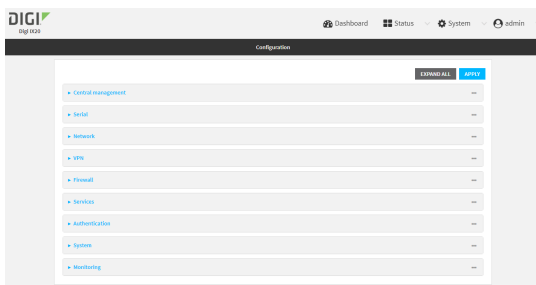 DIGI.
Digi IX20
Dashboard Status System admin
Configuration
EXPAND ALL APPLY
Central management
Serial
Network
VPN
Firewall
Services
Authentication
System
Monitoring